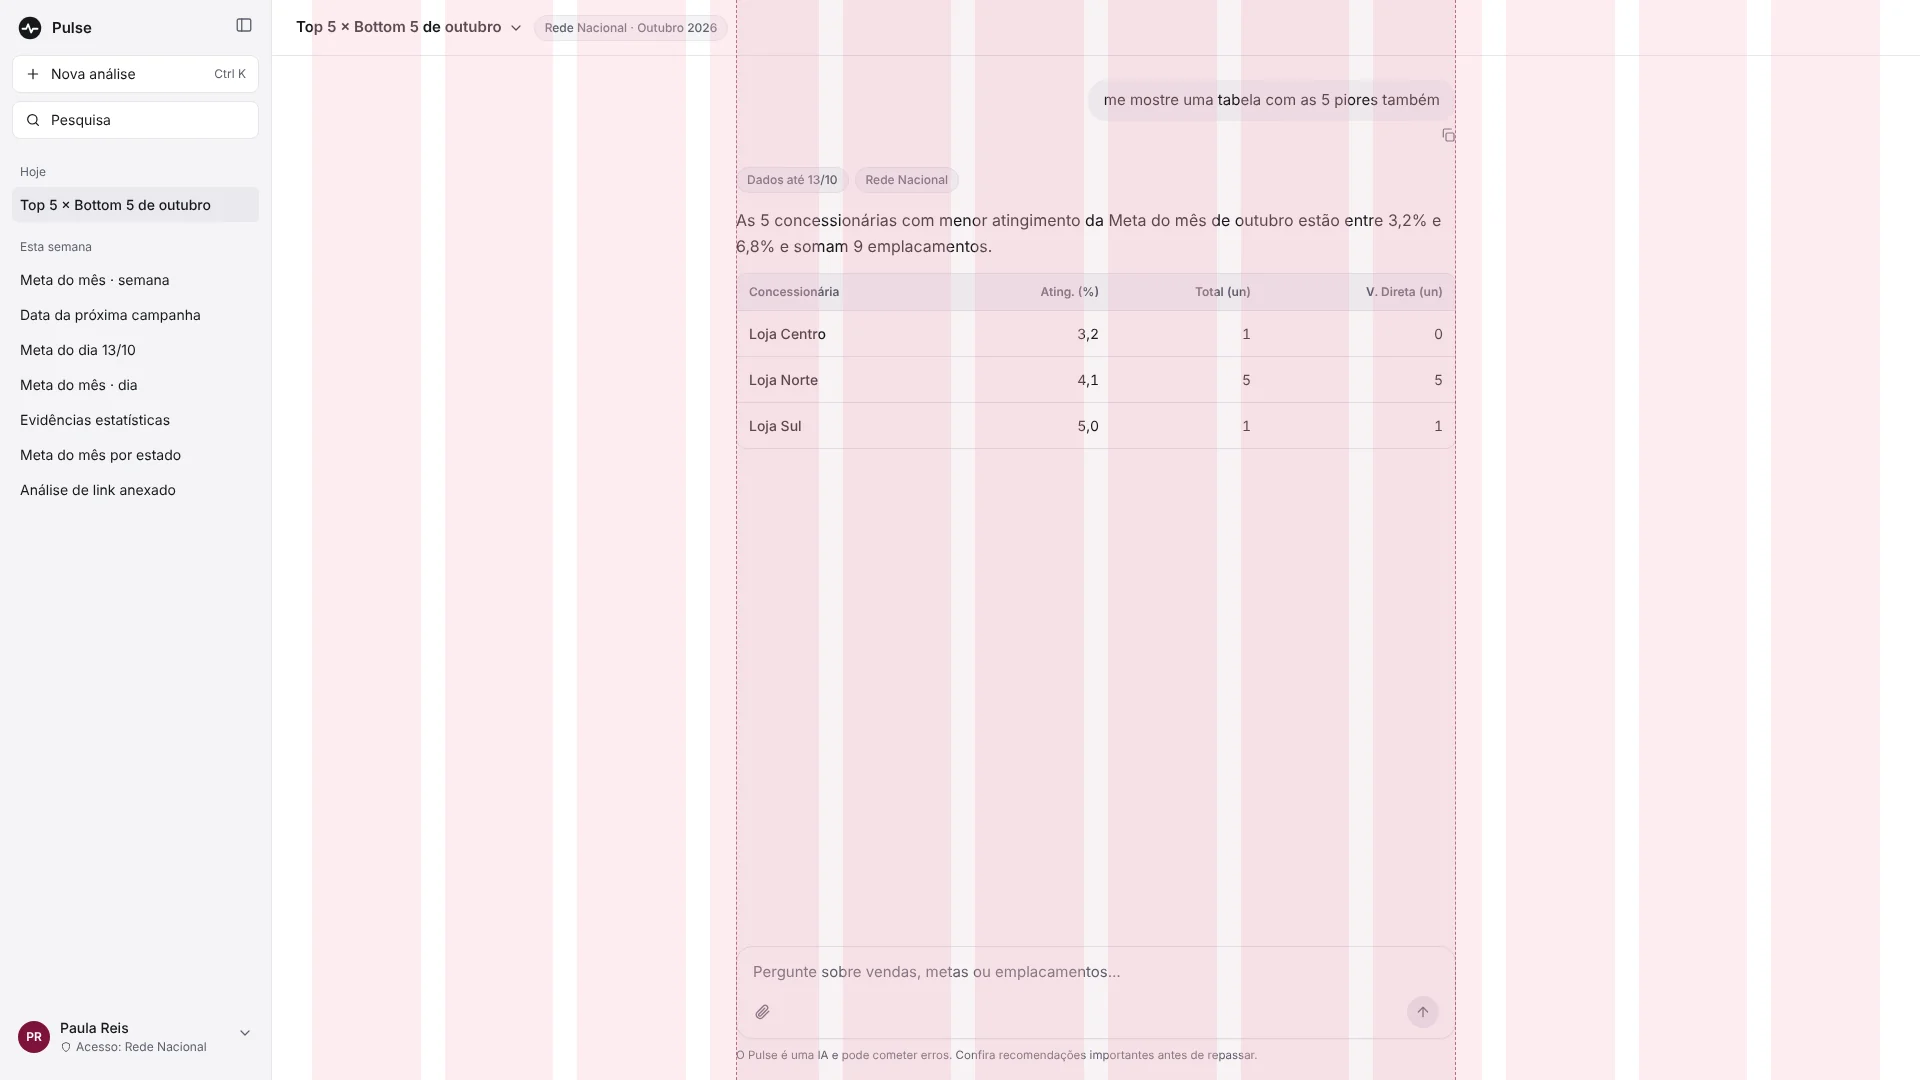 Pulse
Nova análise Ctrl K
Pesquisa
Hoje
Top 5 × Bottom 5 de outubro
Esta semana
Meta do mês · semana
Data da próxima campanha
Meta do dia 13/10
Meta do mês · dia
Evidências estatísticas
Meta do mês por estado
Análise de link anexado
PR
Paula Reis
Acesso: Rede Nacional
Top 5 × Bottom 5 de outubro
Rede Nacional · Outubro 2026
me mostre uma tabela com as 5 piores também
Dados até 13/10 Rede Nacional
As 5 concessionárias com menor atingimento da Meta do mês de outubro estão entre 3,2% e
6,8% e somam 9 emplacamentos.
Concessionária Ating. (%) Total (un) V. Direta (un)
Loja Centro 3,2 1 0
Loja Norte 4,1 5 5
Loja Sul 5,0 1 1
Pergunte sobre vendas, metas ou emplacamentos...
O Pulse é uma IA e pode cometer erros. Confira recomendações importantes antes de repassar.